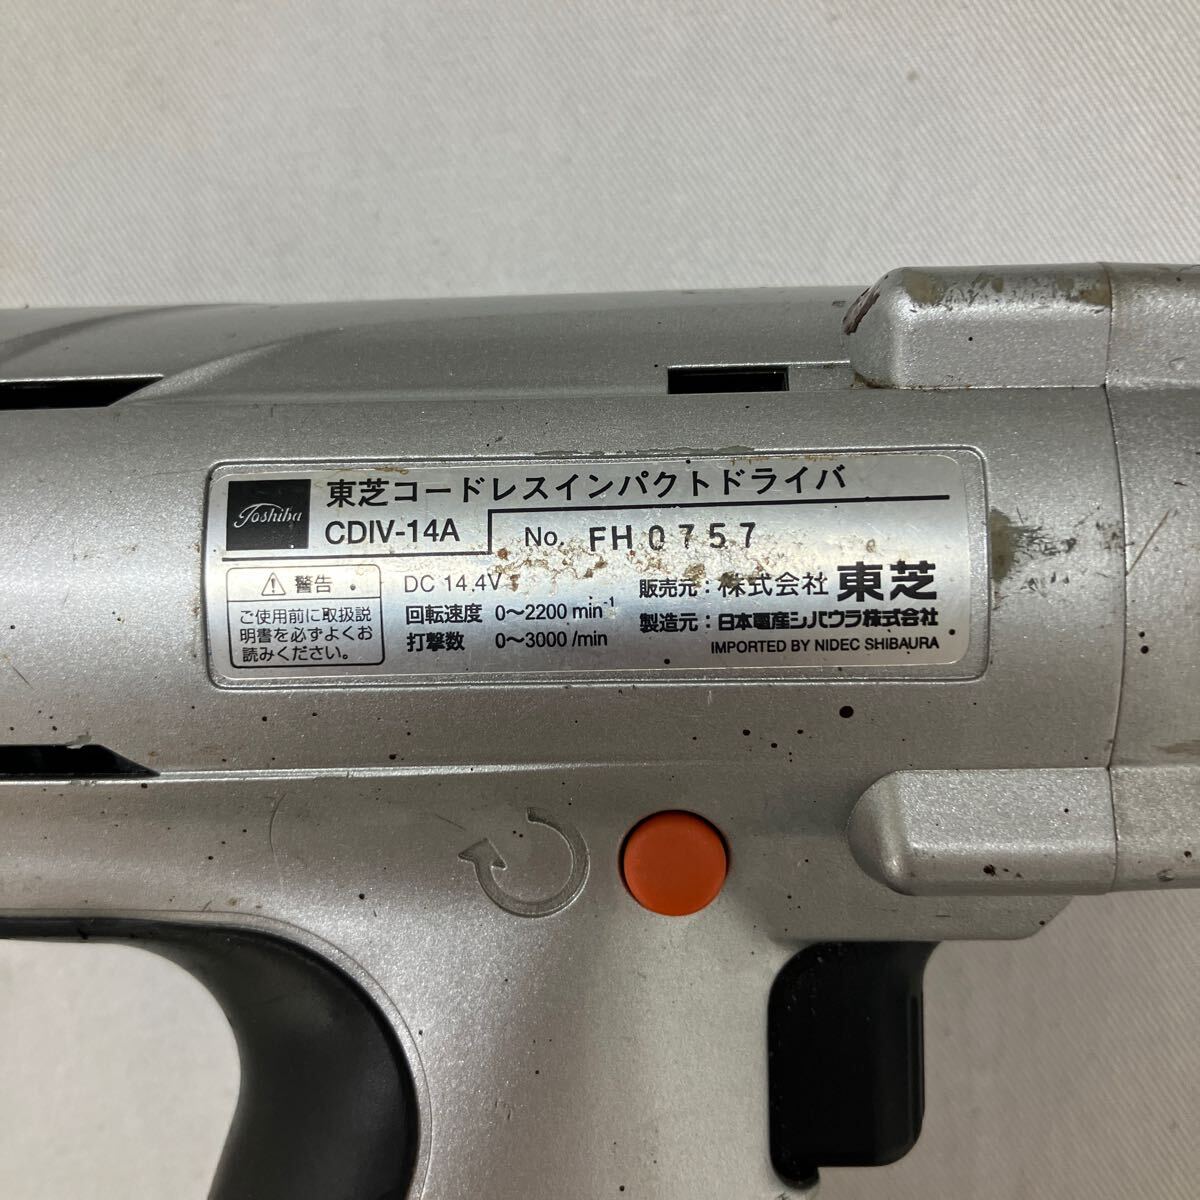 Toshiba
東芝コードレスインパクトドライバ
CDIV-14A
No. FH0757
⚠ 警告
ご使用前に取扱説
明書を必ずよくお
読みください。
DC 14.4V
回転速度 0～2200 min⁻¹
打撃数 0～3000 /min
販売元：株式会社 東芝
製造元：日本電産シバウラ株式会社
IMPORTED BY NIDEC SHIBAURA